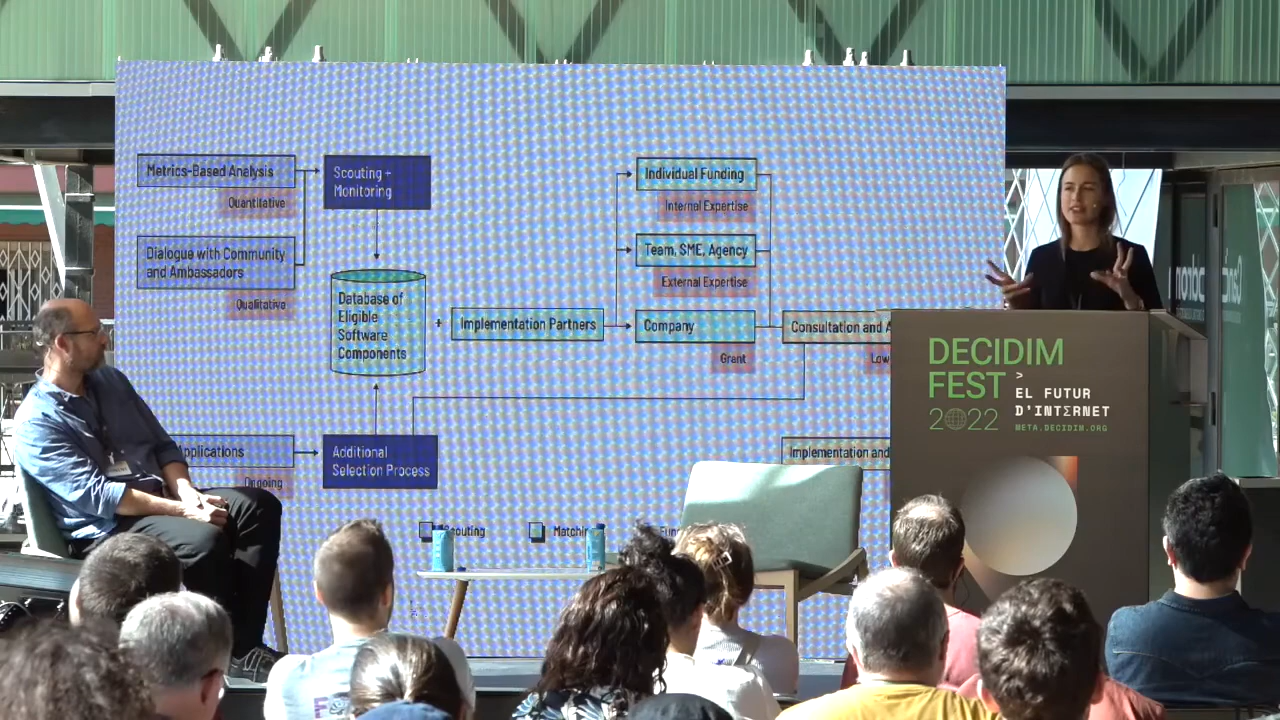 Metrics-Based Analysis
Quantitative
Dialogue with Community
and Ambassadors
Qualitative
Scouting +
Monitoring
Database of
Eligible
Software
Components
+
Implementation Partners
Individual Funding
Internal Expertise
Team, SME, Agency
External Expertise
Company
Grant
Consultation and A
Low
Applications
Ongoing
Additional
Selection Process
Implementation and
Scouting
Matchin
Fun
DECIDIM
FEST >
2022
EL FUTUR
D'INTERNET
META.DECIDIM.ORG